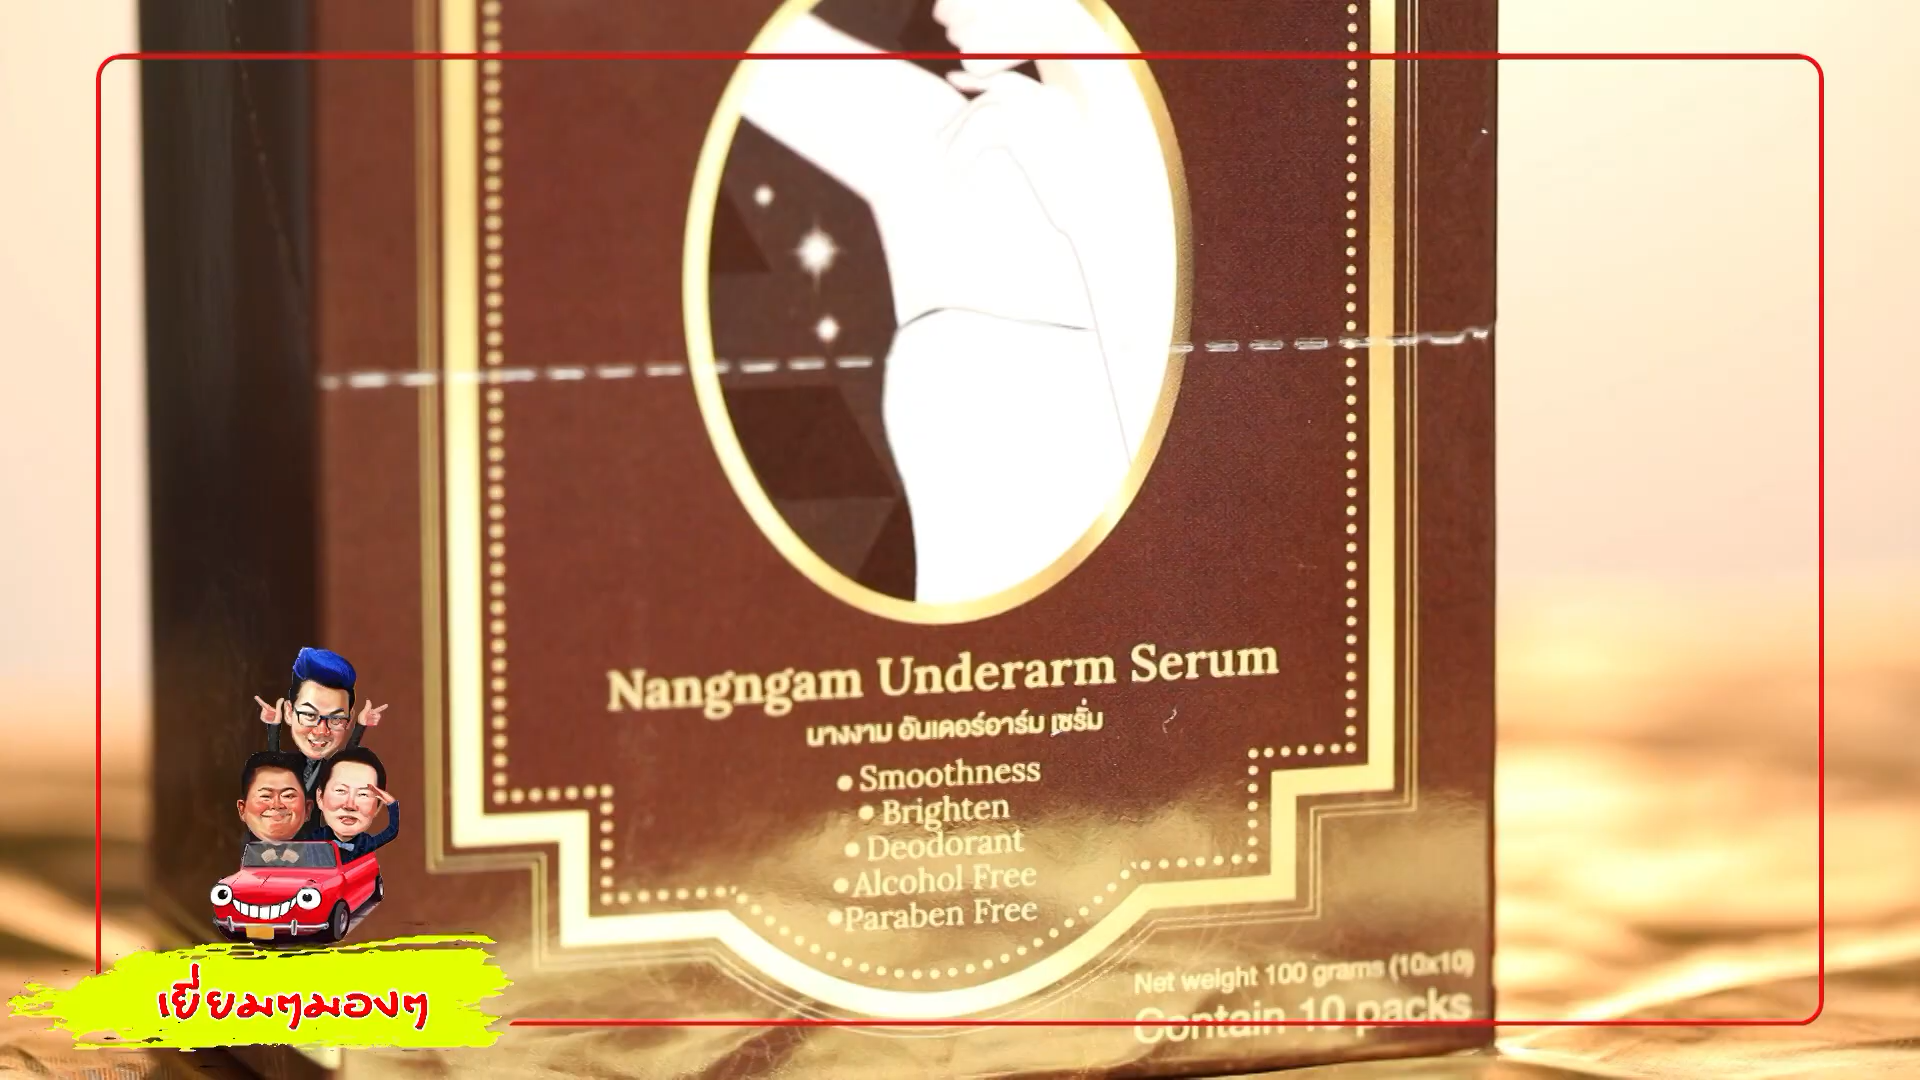 Nangngam Underarm Serum
นางงาม อันเดอร์อาร์ม เซรั่ม
• Smoothness
• Brighten
• Deodorant
• Alcohol Free
• Paraben Free
Net weight 100 grams (10x10)
Contain 10 packs
เยี่ยมๆมองๆ